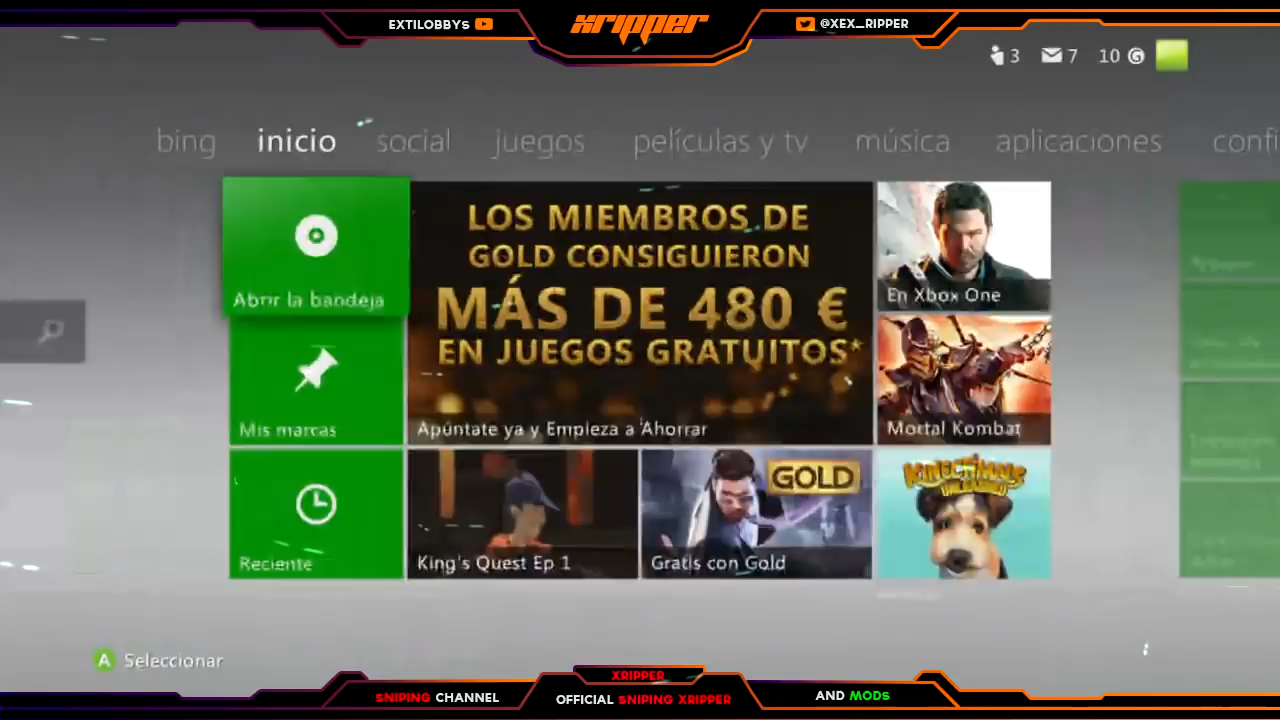 EXTILOBBYS
XRIPPER
@XEX_RIPPER
3
7
10 G
bing
inicio
social
juegos
películas y tv
música
aplicaciones
confi
Abrir la bandeja
LOS MIEMBROS DE
GOLD CONSIGUIERON
MÁS DE 480 €
EN JUEGOS GRATUITOS*
Apúntate ya y Empieza a Ahorrar
En Xbox One
Mis marcas
Mortal Kombat
Reciente
King's Quest Ep 1
GOLD
Gratis con Gold
KINECTIMALS
UNLEASHED
A Seleccionar
XRIPPER
SNIPING CHANNEL
OFFICIAL SNIPING XRIPPER
AND MODS